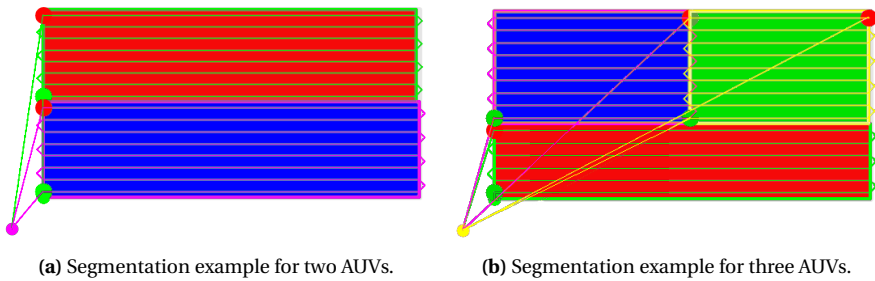 (a) Segmentation example for two AUVs.
(b) Segmentation example for three AUVs.